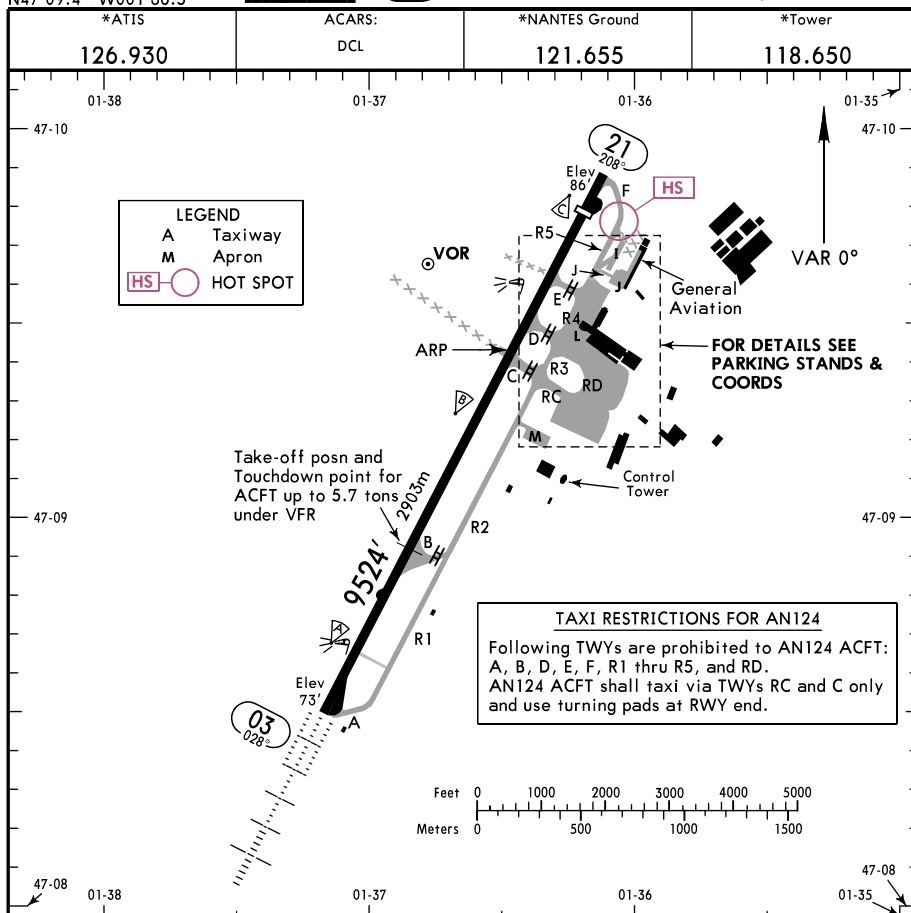 *ATIS
126.930
ACARS:
DCL
*NANTES Ground
121.655
*Tower
118.650
01-38
01-37
01-36
01-35
47-10
47-10
21
208°
Elev
86'
F
HS
C
LEGEND
A Taxiway
M Apron
HS HOT SPOT
R5
I
VOR
J
J
General
Aviation
VAR 0°
E
R4
D
L
ARP
FOR DETAILS SEE
PARKING STANDS &
COORDS
C
R3
RD
RC
B
M
Take-off posn and
Touchdown point for
ACFT up to 5.7 tons
under VFR
Control
Tower
47-09
47-09
2903m
R2
B
9524'
A
R1
TAXI RESTRICTIONS FOR AN124
Following TWYs are prohibited to AN124 ACFT:
A, B, D, E, F, R1 thru R5, and RD.
AN124 ACFT shall taxi via TWYs RC and C only
and use turning pads at RWY end.
Elev
73'
03
028°
A
Feet 0 1000 2000 3000 4000 5000
Meters 0 500 1000 1500
47-08
47-08
01-38
01-37
01-36
01-35